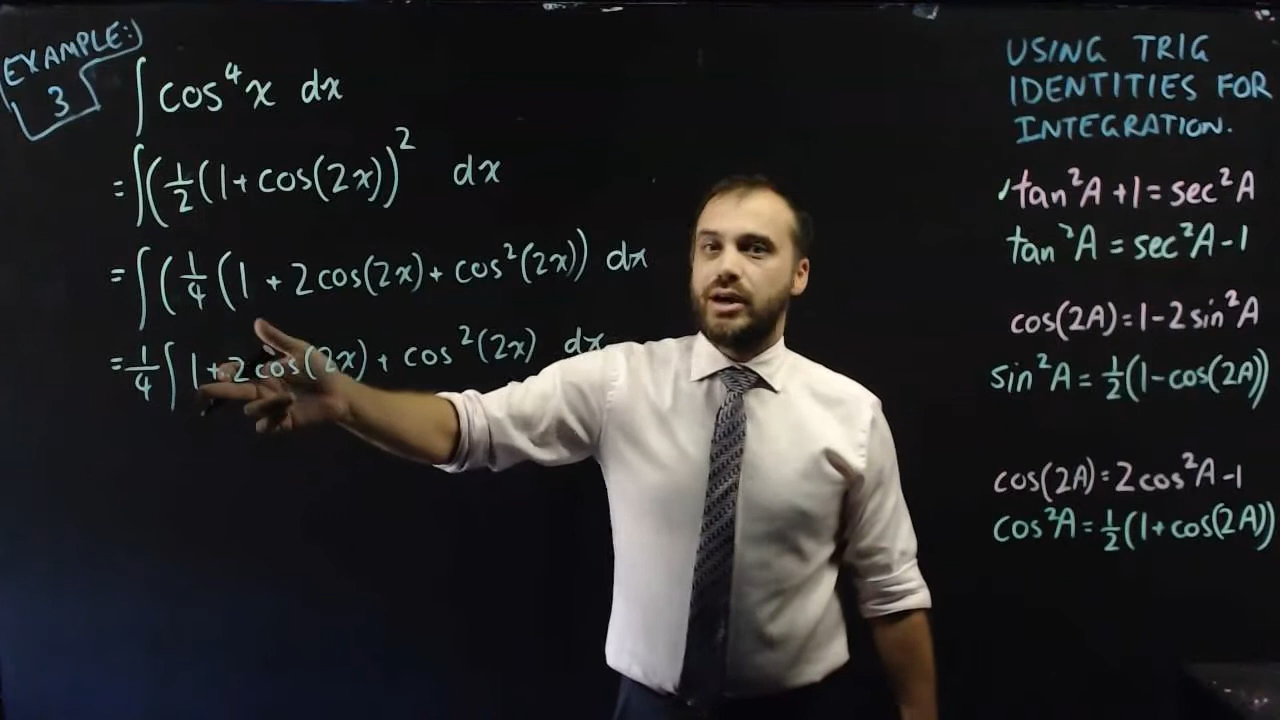 EXAMPLE:
3
∫ cos⁴x dx
= ∫(½(1+cos(2x))² dx
= ∫(¼(1 + 2cos(2x) + cos²(2x)) dx
= ¼ ∫ 1 + 2cos(2x) + cos²(2x) dx
USING TRIG
IDENTITIES FOR
INTEGRATION.
tan²A + 1 = sec²A
tan²A = sec²A - 1
cos(2A) = 1 - 2sin²A
sin²A = ½(1 - cos(2A))
cos(2A) = 2cos²A - 1
cos²A = ½(1 + cos(2A))